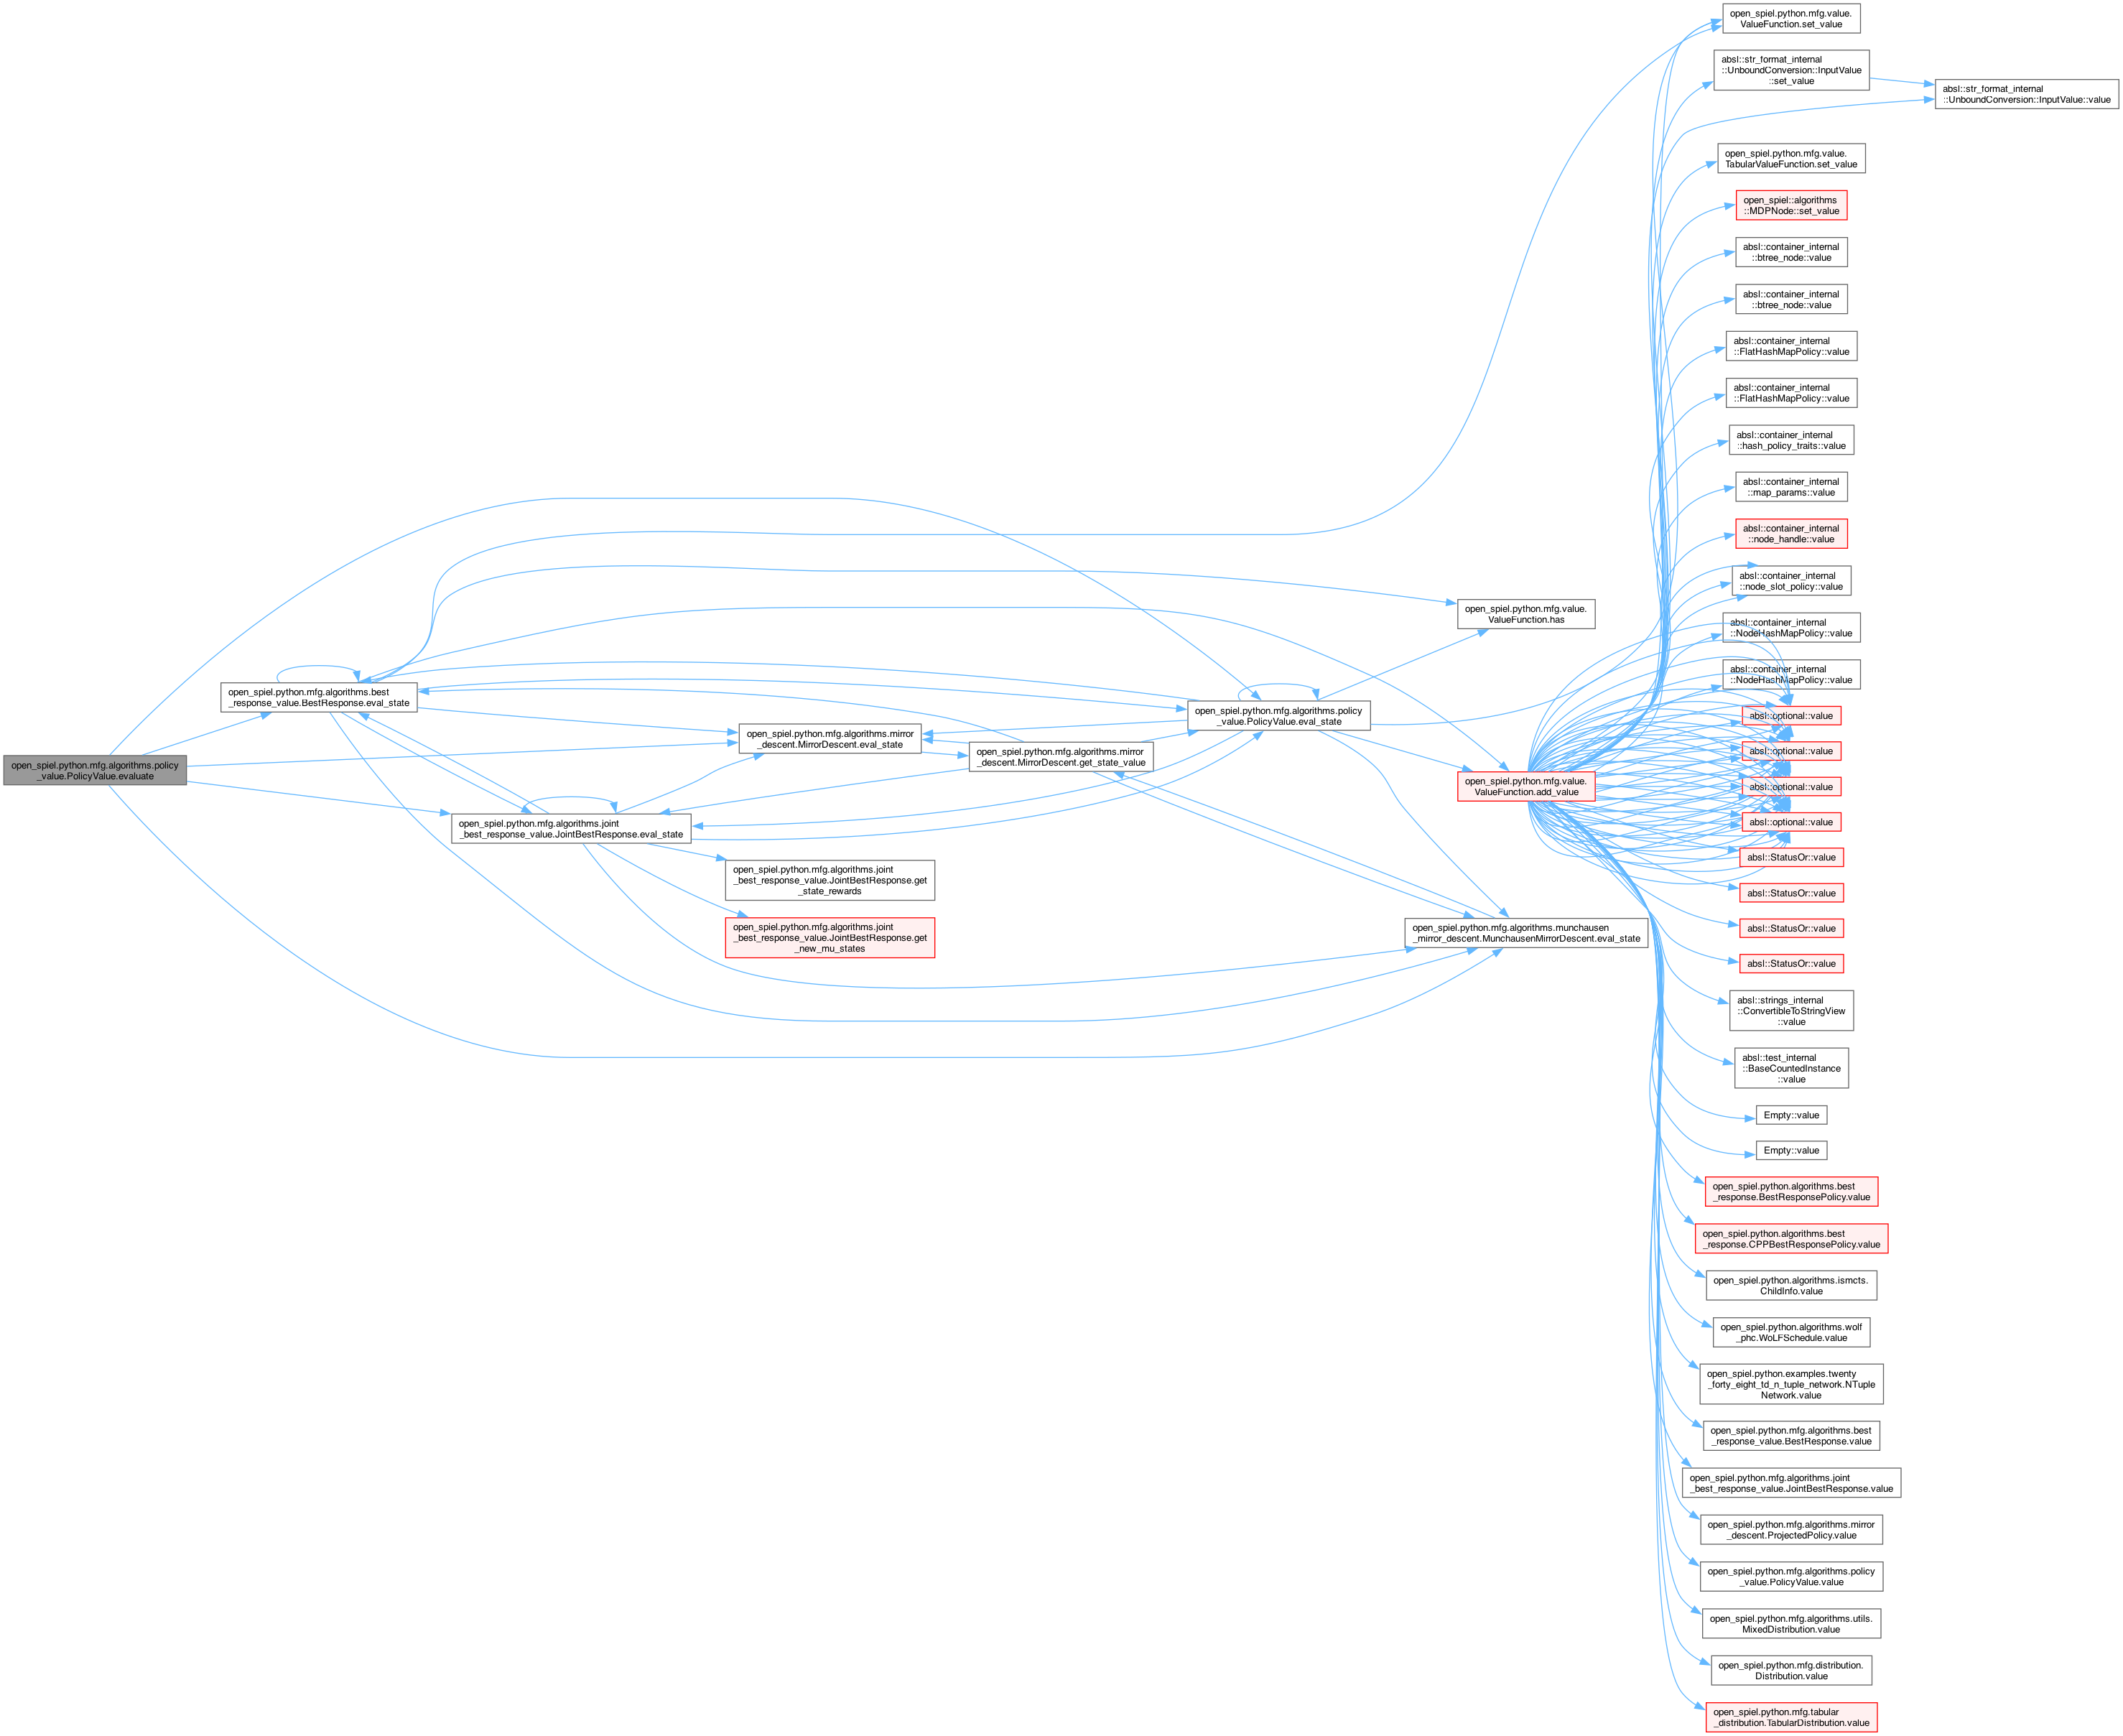 open_spiel.python.mfg.algorithms.policy
_value.PolicyValue.evaluate
open_spiel.python.mfg.algorithms.best
_response_value.BestResponse.eval_state
open_spiel.python.mfg.algorithms.joint
_best_response_value.JointBestResponse.eval_state
open_spiel.python.mfg.algorithms.mirror
_descent.MirrorDescent.eval_state
open_spiel.python.mfg.algorithms.joint
_best_response_value.JointBestResponse.get
_state_rewards
open_spiel.python.mfg.algorithms.joint
_best_response_value.JointBestResponse.get
_new_mu_states
open_spiel.python.mfg.algorithms.mirror
_descent.MirrorDescent.get_state_value
open_spiel.python.mfg.algorithms.policy
_value.PolicyValue.eval_state
open_spiel.python.mfg.value.
ValueFunction.has
open_spiel.python.mfg.value.
ValueFunction.add_value
open_spiel.python.mfg.algorithms.munchausen
_mirror_descent.MunchausenMirrorDescent.eval_state
open_spiel.python.mfg.value.
ValueFunction.set_value
absl::str_format_internal
::UnboundConversion::InputValue
::set_value
absl::str_format_internal
::UnboundConversion::InputValue::value
open_spiel.python.mfg.value.
TabularValueFunction.set_value
open_spiel::algorithms
::MDPNode::set_value
absl::container_internal
::btree_node::value
absl::container_internal
::btree_node::value
absl::container_internal
::FlatHashMapPolicy::value
absl::container_internal
::FlatHashMapPolicy::value
absl::container_internal
::hash_policy_traits::value
absl::container_internal
::map_params::value
absl::container_internal
::node_handle::value
absl::container_internal
::node_slot_policy::value
absl::container_internal
::NodeHashMapPolicy::value
absl::container_internal
::NodeHashMapPolicy::value
absl::optional::value
absl::optional::value
absl::optional::value
absl::optional::value
absl::StatusOr::value
absl::StatusOr::value
absl::StatusOr::value
absl::StatusOr::value
absl::strings_internal
::ConvertibleToStringView
::value
absl::test_internal
::BaseCountedInstance
::value
Empty::value
Empty::value
open_spiel.python.algorithms.best
_response.BestResponsePolicy.value
open_spiel.python.algorithms.best
_response.CPPBestResponsePolicy.value
open_spiel.python.algorithms.ismcts.
ChildInfo.value
open_spiel.python.algorithms.wolf
_phc.WoLFSchedule.value
open_spiel.python.examples.twenty
_forty_eight_td_n_tuple_network.NTuple
Network.value
open_spiel.python.mfg.algorithms.best
_response_value.BestResponse.value
open_spiel.python.mfg.algorithms.joint
_best_response_value.JointBestResponse.value
open_spiel.python.mfg.algorithms.mirror
_descent.ProjectedPolicy.value
open_spiel.python.mfg.algorithms.policy
_value.PolicyValue.value
open_spiel.python.mfg.algorithms.utils.
MixedDistribution.value
open_spiel.python.mfg.distribution.
Distribution.value
open_spiel.python.mfg.tabular
_distribution.TabularDistribution.value